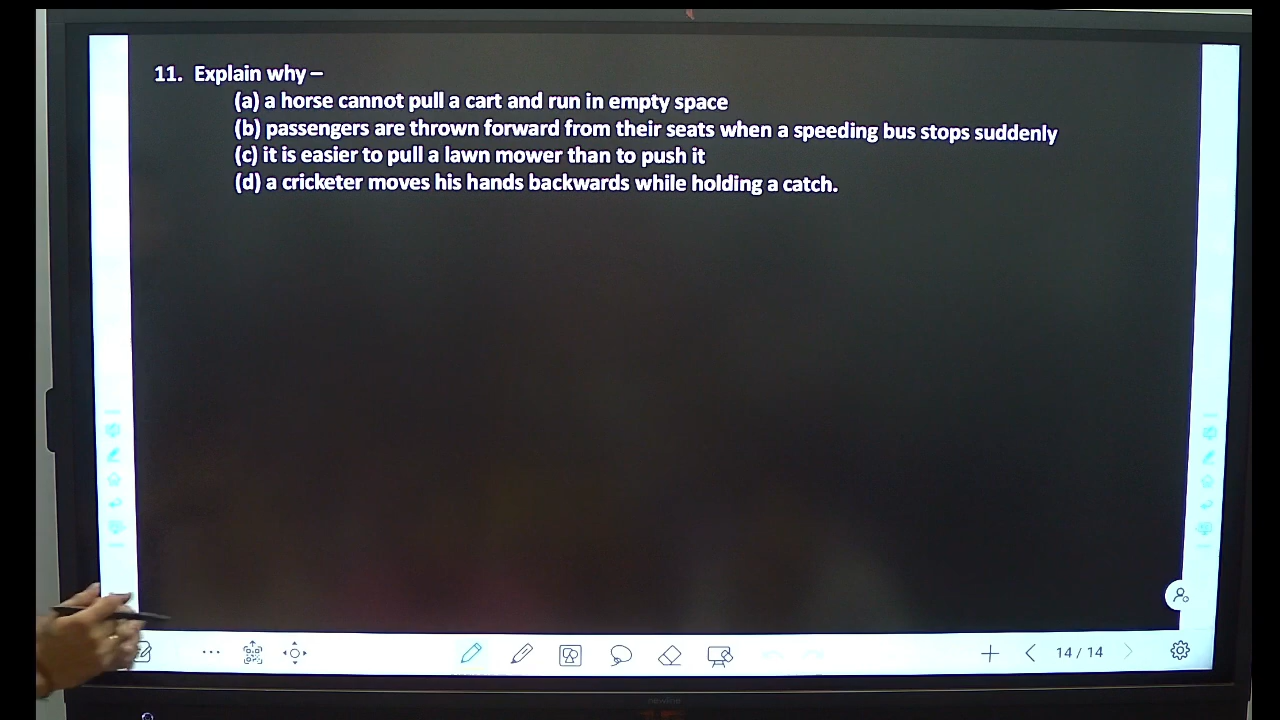 11. Explain why –
(a) a horse cannot pull a cart and run in empty space
(b) passengers are thrown forward from their seats when a speeding bus stops suddenly
(c) it is easier to pull a lawn mower than to push it
(d) a cricketer moves his hands backwards while holding a catch.
14 / 14